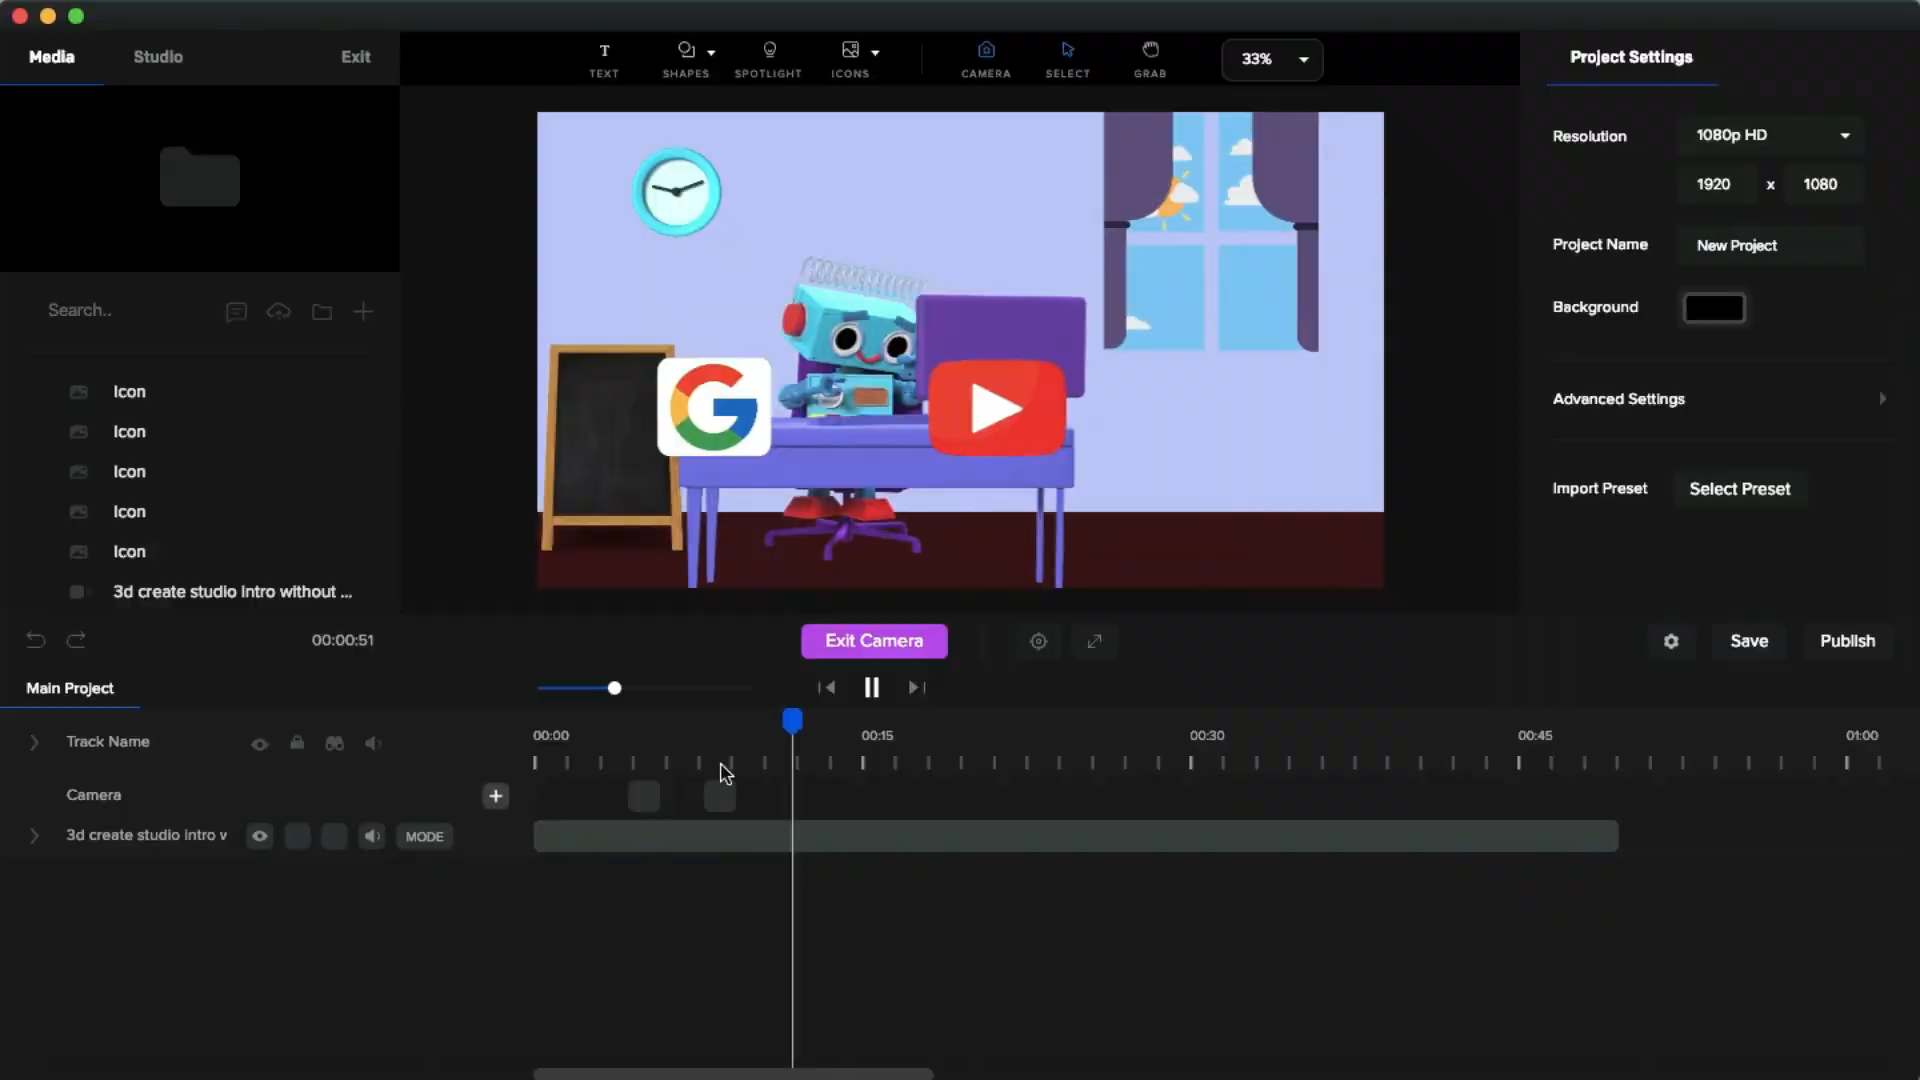 Media
Studio
Exit
TEXT
SHAPES
SPOTLIGHT
ICONS
CAMERA
SELECT
GRAB
33%
Project Settings
Resolution
1080p HD
1920 x 1080
Project Name
New Project
Background
Advanced Settings
Import Preset
Select Preset
Search..
Icon
Icon
Icon
Icon
Icon
3d create studio intro without ...
G
00:00:51
Exit Camera
Save
Publish
Main Project
Track Name
00:00
00:15
00:30
00:45
01:00
Camera
3d create studio intro v
MODE